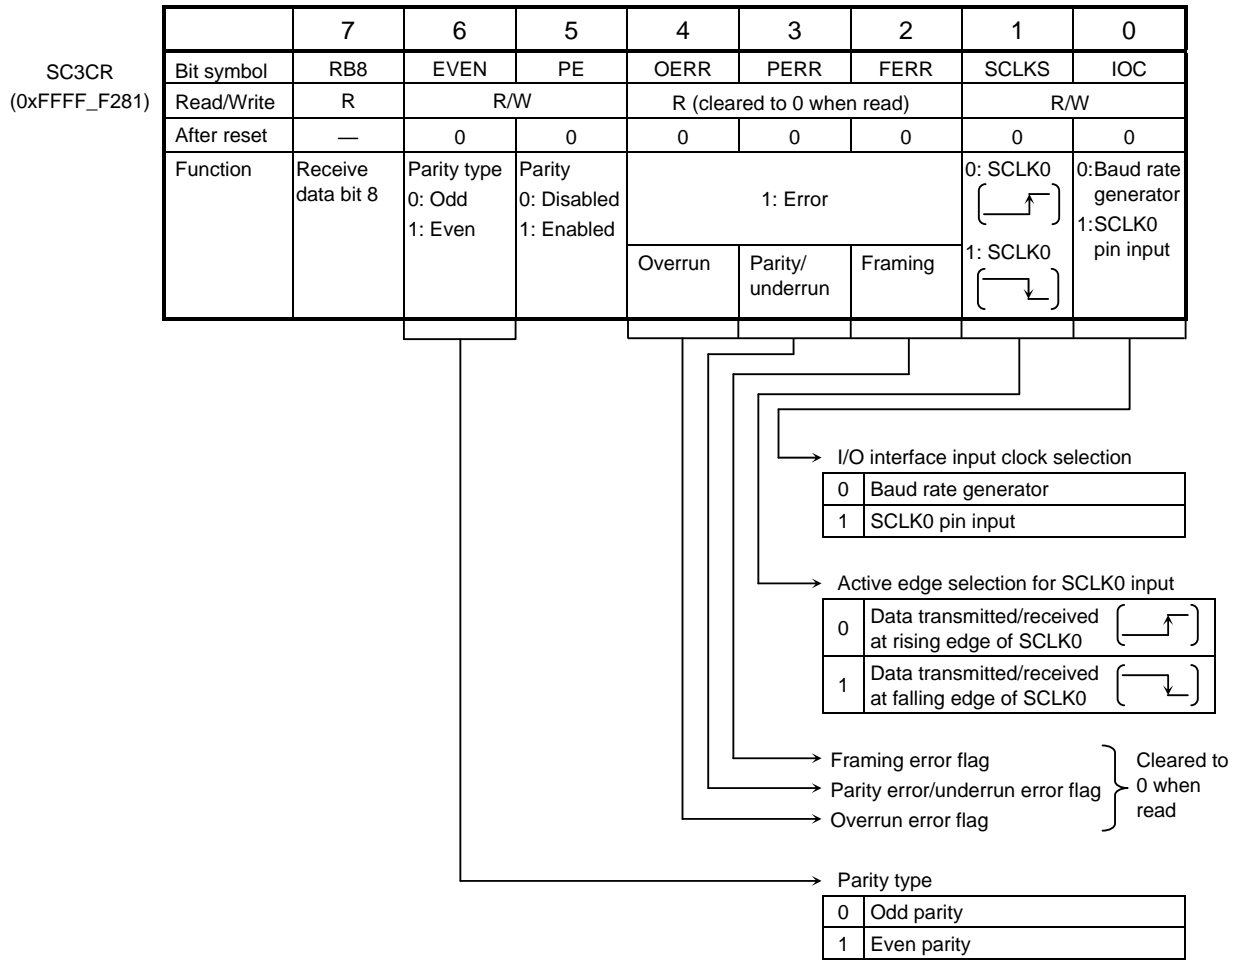 7 6 5 4 3 2 1 0
SC3CR
(0xFFFF_F281)
Bit symbol RB8 EVEN PE OERR PERR FERR SCLKS IOC
Read/Write R R/W R (cleared to 0 when read) R/W
After reset — 0 0 0 0 0 0 0
Function
Receive
data bit 8
Parity type
0: Odd
1: Even
Parity
0: Disabled
1: Enabled
1: Error
Overrun
Parity/
underrun
Framing
0: SCLK0
1: SCLK0
0:Baud rate
generator
1:SCLK0
pin input
I/O interface input clock selection
0 Baud rate generator
1 SCLK0 pin input
Active edge selection for SCLK0 input
0 Data transmitted/received
at rising edge of SCLK0
1 Data transmitted/received
at falling edge of SCLK0
Framing error flag
Parity error/underrun error flag
Overrun error flag
Cleared to
0 when
read
Parity type
0 Odd parity
1 Even parity